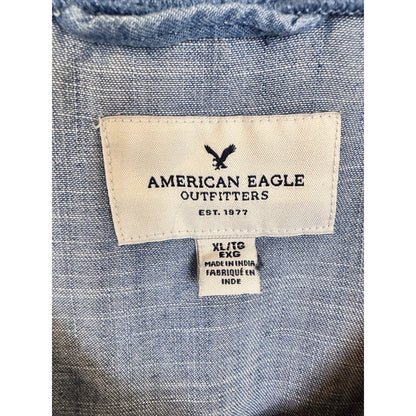 AMERICAN EAGLE
OUTFITTERS
EST. 1977
XL/TG
EXG
MADE IN INDIA
FABRIQUÉ EN
INDE